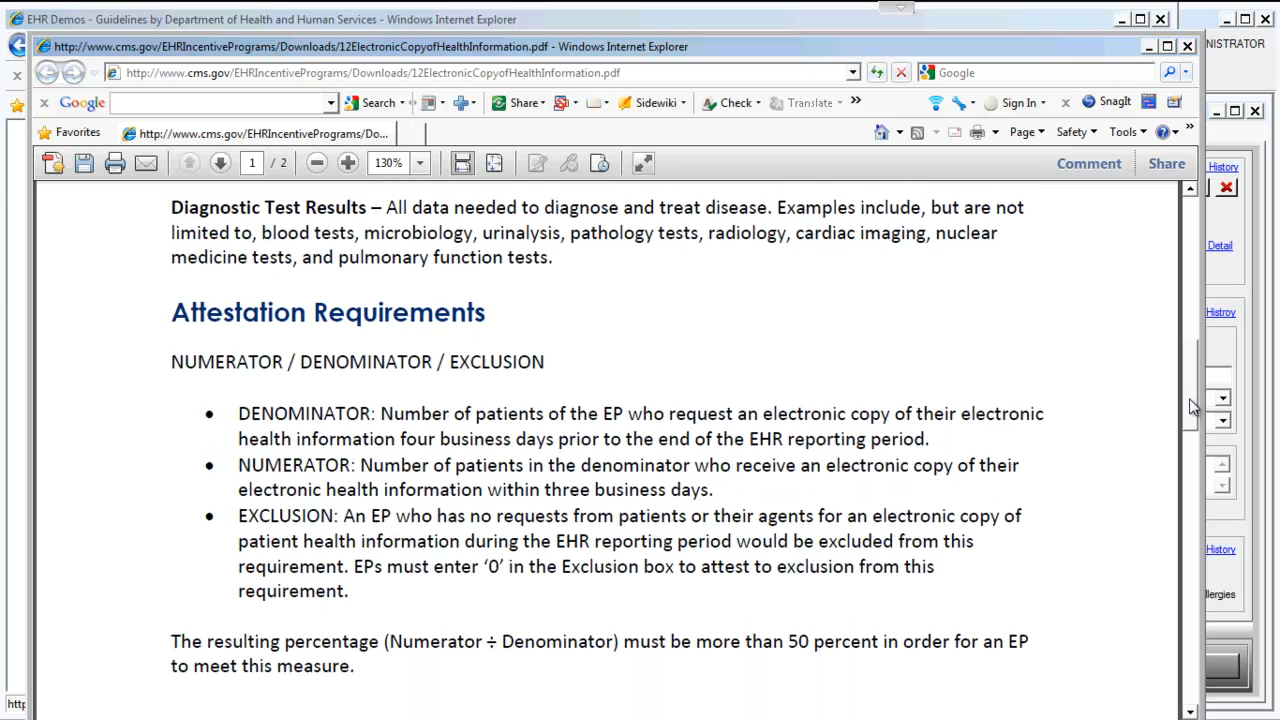 EHR Demos - Guidelines by Department of Health and Human Services - Windows Internet Explorer
http://www.cms.gov/EHRIncentivePrograms/Downloads/12ElectronicCopyofHealthInformation.pdf - Windows Internet Explorer
NISTRATOR
http://www.cms.gov/EHRIncentivePrograms/Downloads/12ElectronicCopyofHealthInformation.pdf
Google
Google
Search
Share
Sidewiki
Check
Translate
Sign In
SnagIt
Favorites
http://www.cms.gov/EHRIncentivePrograms/Do...
Page
Safety
Tools
1 / 2
130%
Comment
Share
History
Diagnostic Test Results – All data needed to diagnose and treat disease. Examples include, but are not
limited to, blood tests, microbiology, urinalysis, pathology tests, radiology, cardiac imaging, nuclear
medicine tests, and pulmonary function tests.
Detail
Attestation Requirements
Histroy
NUMERATOR / DENOMINATOR / EXCLUSION
• DENOMINATOR: Number of patients of the EP who request an electronic copy of their electronic
health information four business days prior to the end of the EHR reporting period.
• NUMERATOR: Number of patients in the denominator who receive an electronic copy of their
electronic health information within three business days.
• EXCLUSION: An EP who has no requests from patients or their agents for an electronic copy of
patient health information during the EHR reporting period would be excluded from this
requirement. EPs must enter ‘0’ in the Exclusion box to attest to exclusion from this
requirement.
History
llergies
The resulting percentage (Numerator ÷ Denominator) must be more than 50 percent in order for an EP
to meet this measure.
http